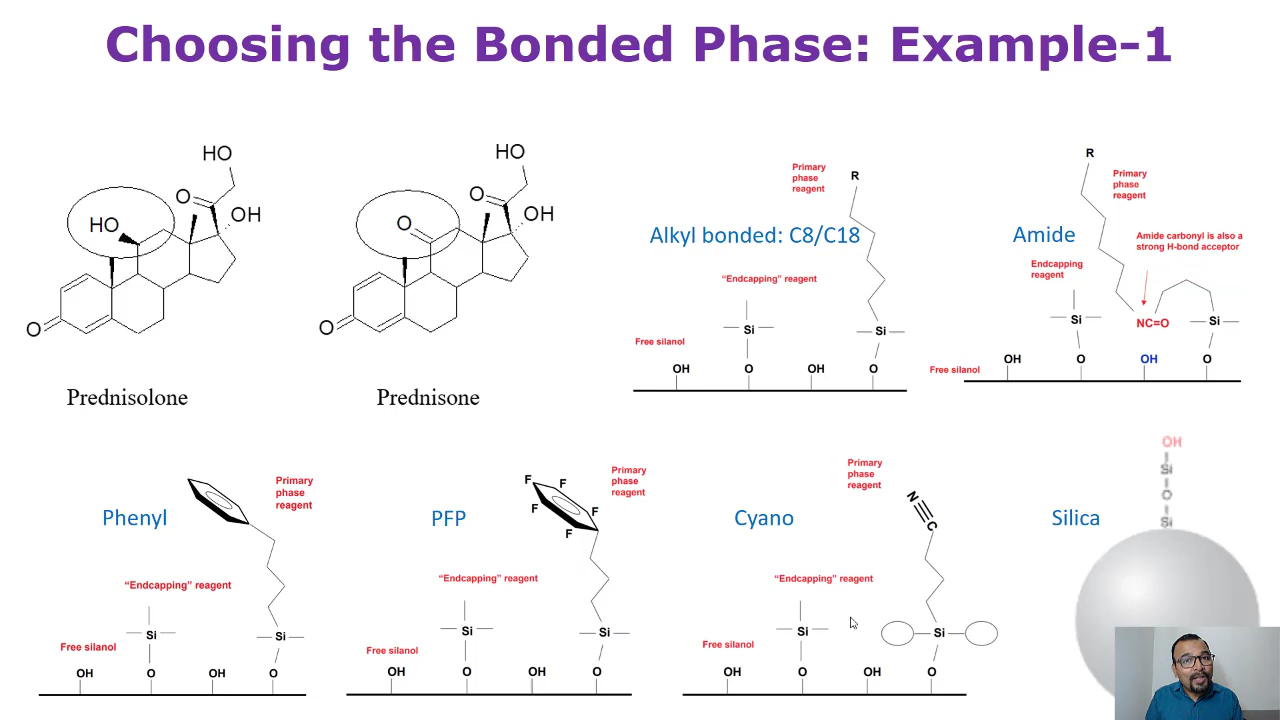 Choosing the Bonded Phase: Example-1
HO
O
OH
HO
O
Prednisolone
HO
O
OH
O
O
Prednisone
Primary
phase
reagent
R
Alkyl bonded: C8/C18
“Endcapping” reagent
Si
Si
Free silanol
OH
O
OH
O
R
Primary
phase
reagent
Amide
Amide carbonyl is also a
strong H-bond acceptor
Endcapping
reagent
Si
NC=O
Si
Free silanol
OH
O
OH
O
Primary
phase
reagent
Phenyl
“Endcapping” reagent
Si
Si
Free silanol
OH
O
OH
O
Primary
phase
reagent
F
F
F
F
F
PFP
“Endcapping” reagent
Si
Si
Free silanol
OH
O
OH
O
Primary
phase
reagent
N
C
Cyano
“Endcapping” reagent
Si
Si
Free silanol
OH
O
OH
O
Silica
OH
Si
O
Si